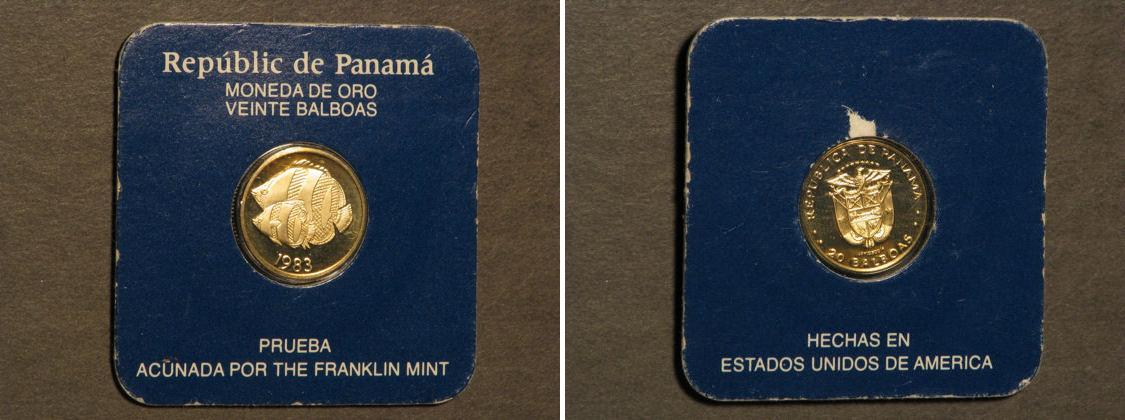 Repúblic de Panamá
MONEDA DE ORO
VEINTE BALBOAS
1983
PRUEBA
ACŪNADA POR THE FRANKLIN MINT
REPUBLICA DE PANAMA
20 BALBOAS
HECHAS EN
ESTADOS UNIDOS DE AMERICA